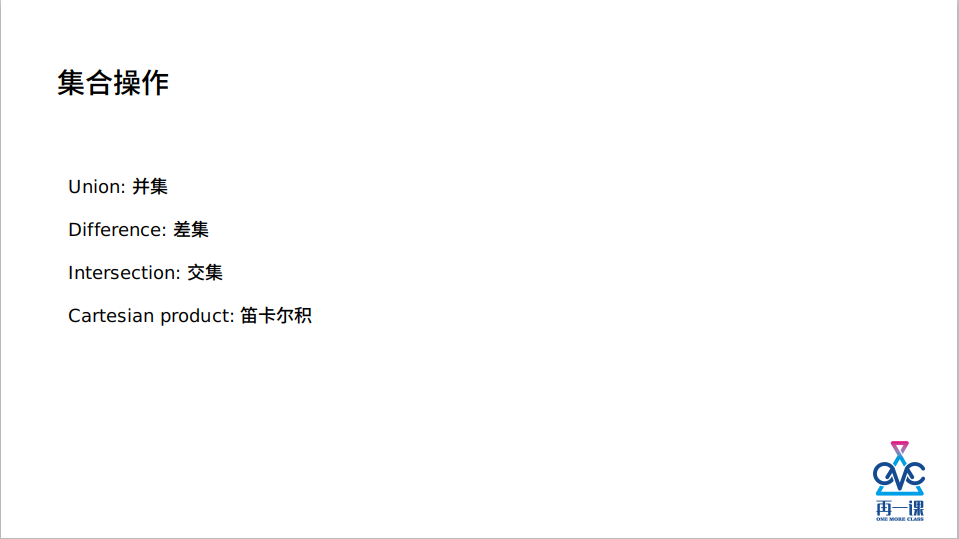 集合操作
Union: 并集
Difference: 差集
Intersection: 交集
Cartesian product: 笛卡尔积
OMC
再一课
ONE MORE CLASS